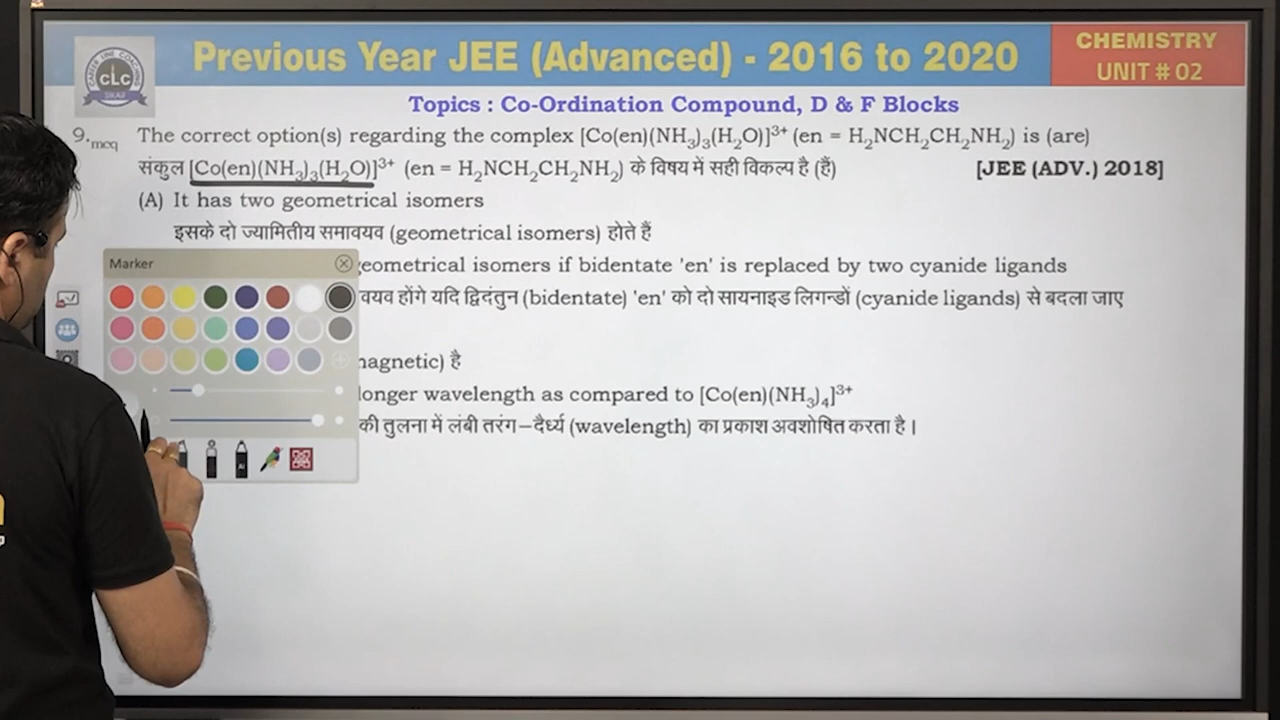 Previous Year JEE (Advanced) - 2016 to 2020
CHEMISTRY
UNIT # 02
CLC
SIKAR
Topics : Co-Ordination Compound, D & F Blocks
9. mcq The correct option(s) regarding the complex [Co(en)(NH₃)₃(H₂O)]³⁺ (en = H₂NCH₂CH₂NH₂) is (are)
संकुल [Co(en)(NH₃)₃(H₂O)]³⁺ (en = H₂NCH₂CH₂NH₂) के विषय में सही विकल्प है (हैं) [JEE (ADV.) 2018]
(A) It has two geometrical isomers
इसके दो ज्यामितीय समावयव (geometrical isomers) होते हैं
Marker
geometrical isomers if bidentate 'en' is replaced by two cyanide ligands
वयव होंगे यदि द्विदंतुन (bidentate) 'en' को दो सायनाइड लिगन्डों (cyanide ligands) से बदला जाए
nagnetic) है
longer wavelength as compared to [Co(en)(NH₃)₄]³⁺
की तुलना में लंबी तरंग–दैर्ध्य (wavelength) का प्रकाश अवशोषित करता है।